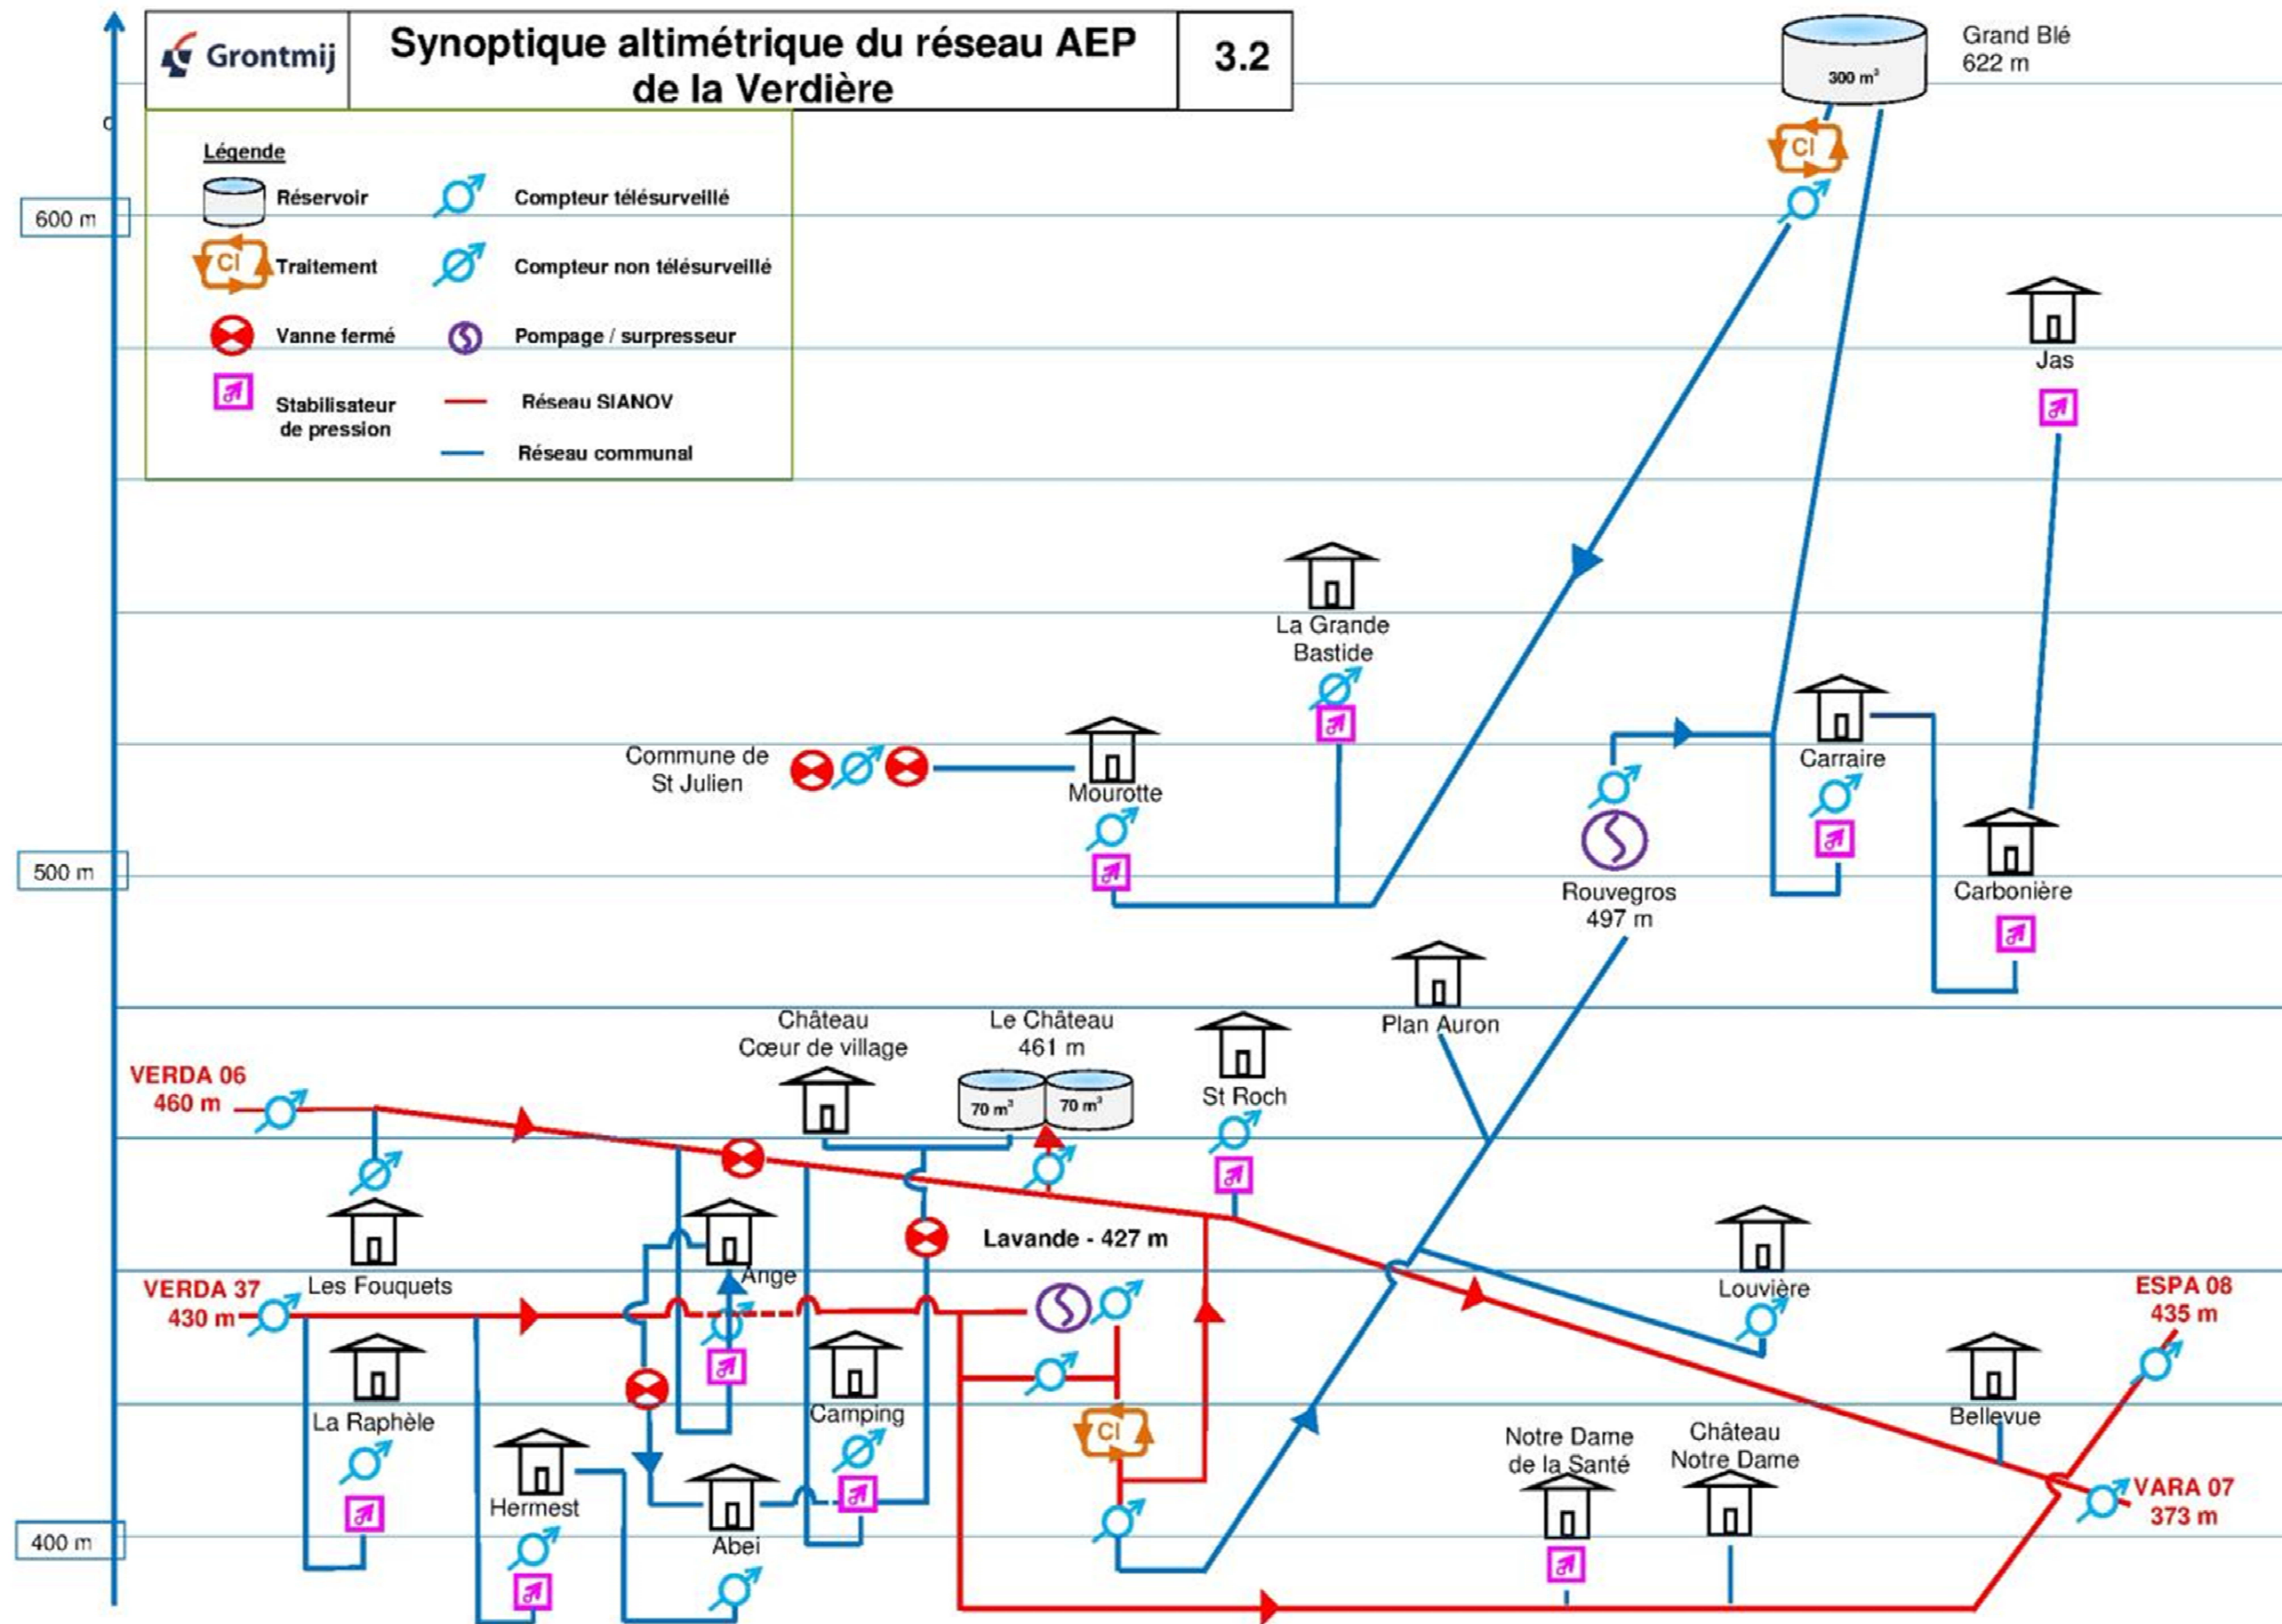 Grontmij
Synoptique altimétrique du réseau AEP
de la Verdière
3.2
Grand Blé
622 m
300 m³
Cl
Légende
Réservoir
Compteur télésurveillé
Cl
Traitement
Compteur non télésurveillé
Vanne fermé
Pompage / surpresseur
Stabilisateur
de pression
Réseau SIANOV
Réseau communal
600 m
Jas
La Grande
Bastide
Commune de
St Julien
Mourotte
Carraire
500 m
Rouvegros
497 m
Carbonière
Plan Auron
Château
Cœur de village
Le Château
461 m
70 m³
70 m³
St Roch
VERDA 06
460 m
Lavande - 427 m
Les Fouquets
Ange
Louvière
VERDA 37
430 m
ESPA 08
435 m
La Raphèle
Camping
Bellevue
Cl
Notre Dame
de la Santé
Château
Notre Dame
Hermest
Abei
VARA 07
373 m
400 m